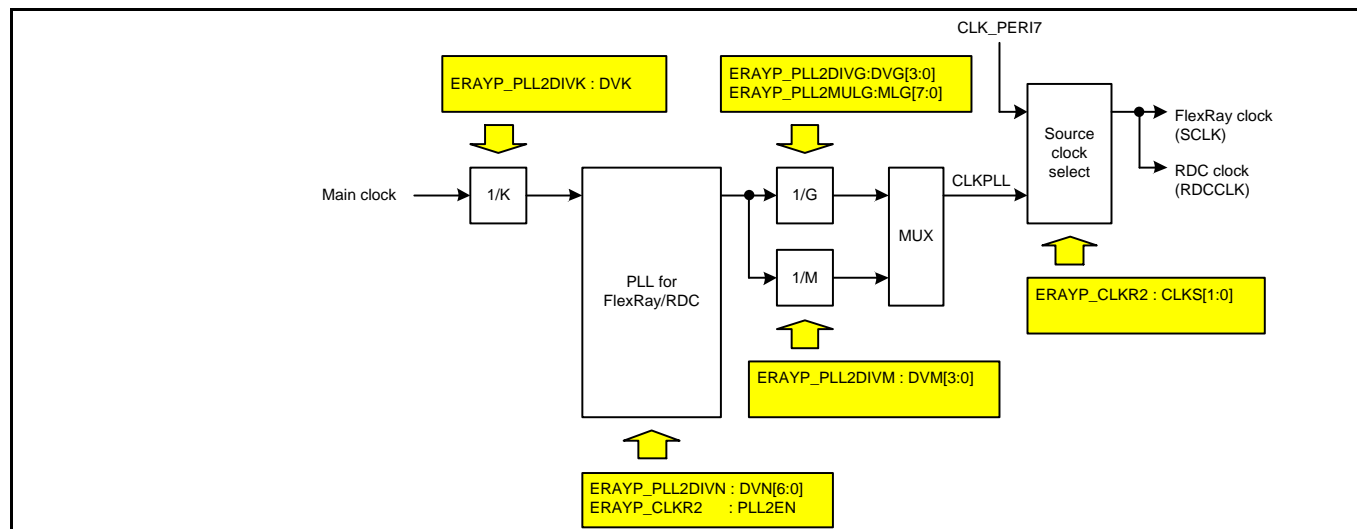 CLK_PERI7
ERAYP_PLL2DIVK : DVK
ERAYP_PLL2DIVG:DVG[3:0]
ERAYP_PLL2MULG:MLG[7:0]
Main clock
1/K
PLL for
FlexRay/RDC
1/G
1/M
MUX
CLKPLL
Source
clock
select
FlexRay clock
(SCLK)
RDC clock
(RDCCLK)
ERAYP_CLKR2 : CLKS[1:0]
ERAYP_PLL2DIVM : DVM[3:0]
ERAYP_PLL2DIVN : DVN[6:0]
ERAYP_CLKR2 : PLL2EN